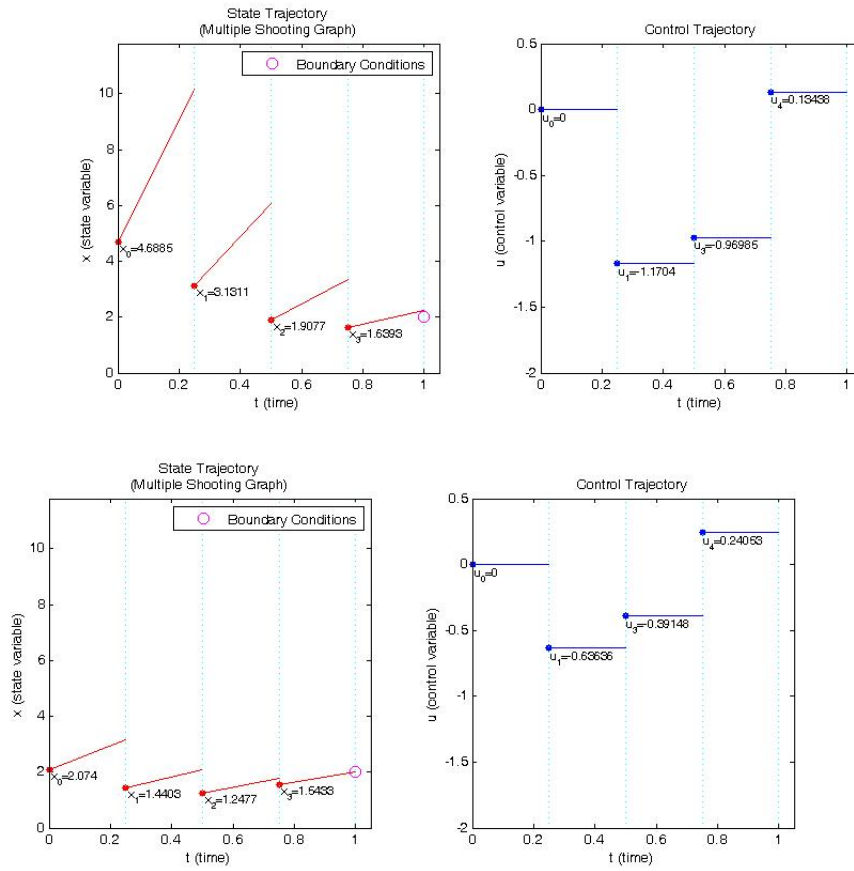 State Trajectory
(Multiple Shooting Graph)
Boundary Conditions
10
8
6
4
2
0
x (state variable)
x0=4.6885
x1=3.1311
x2=1.9077
x3=1.6393
0 0.2 0.4 0.6 0.8 1
t (time)
Control Trajectory
0.5
0
-0.5
-1
-1.5
-2
u (control variable)
u0=0
u1=-1.1704
u3=-0.96985
u4=0.13438
0 0.2 0.4 0.6 0.8 1
t (time)
State Trajectory
(Multiple Shooting Graph)
Boundary Conditions
10
8
6
4
2
0
x (state variable)
x0=2.074
x1=1.4403
x2=1.2477
x3=1.5433
0 0.2 0.4 0.6 0.8 1
t (time)
Control Trajectory
0.5
0
-0.5
-1
-1.5
-2
u (control variable)
u0=0
u1=-0.63636
u3=-0.39148
u4=0.24053
0 0.2 0.4 0.6 0.8 1
t (time)